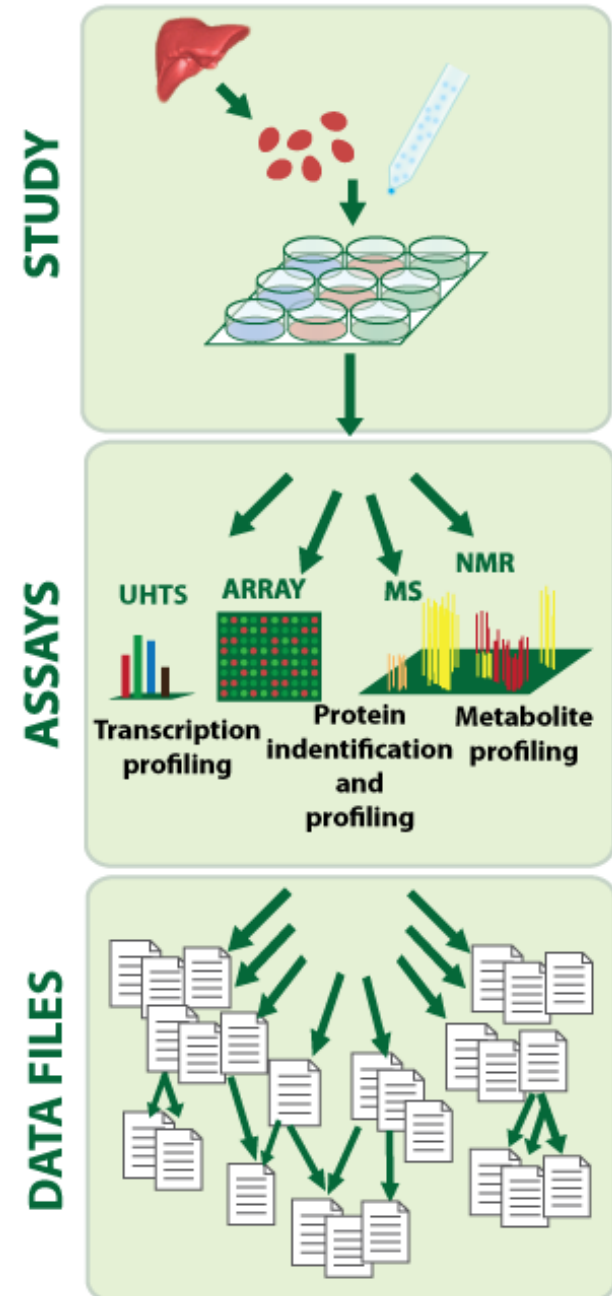 STUDY
ASSAYS
UHTS
ARRAY
MS
NMR
Transcription
profiling
Protein
indentification
and
profiling
Metabolite
profiling
DATA FILES